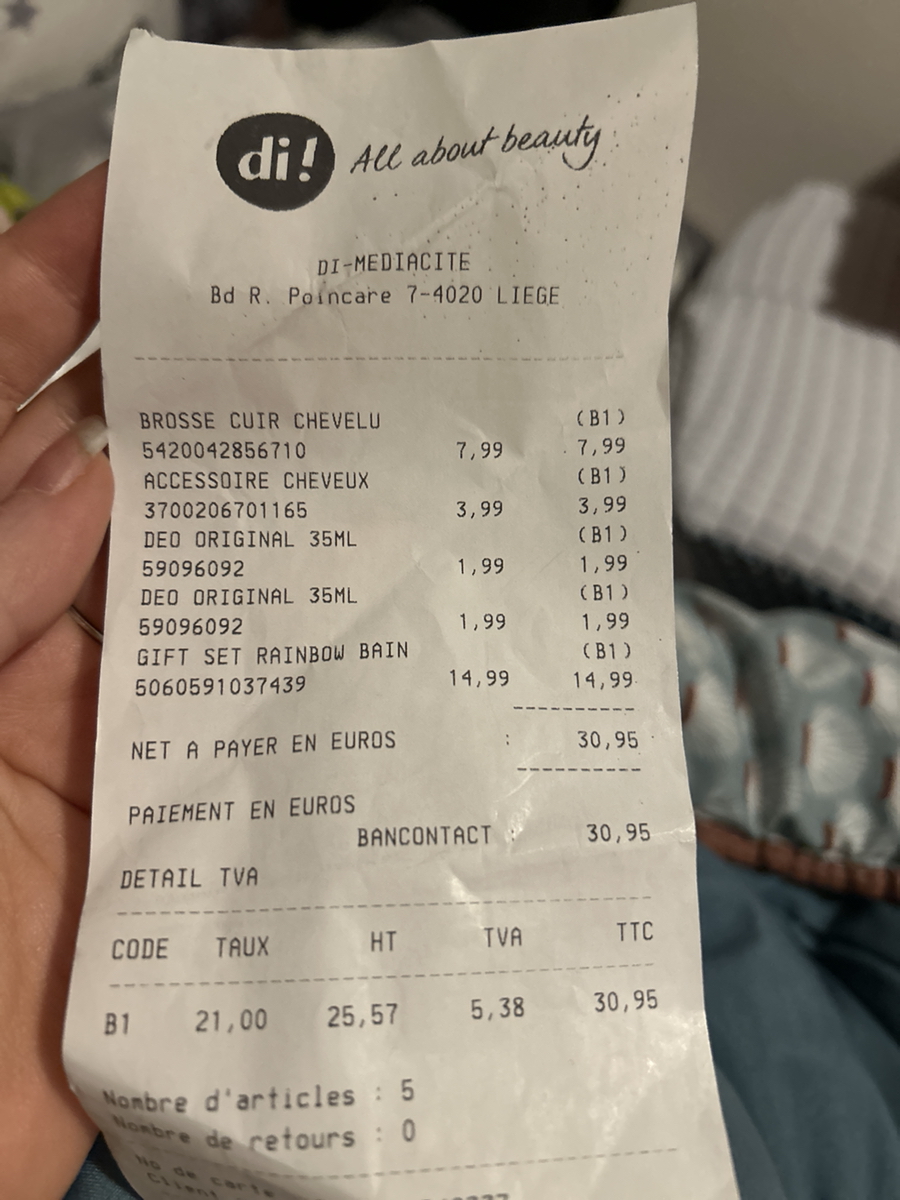 di! All about beauty
DI-MEDIACITE
Bd R. Poincare 7-4020 LIEGE
BROSSE CUIR CHEVELU (B1)
5420042856710 7,99 7,99
ACCESSOIRE CHEVEUX (B1)
3700206701165 3,99 3,99
DEO ORIGINAL 35ML (B1)
59096092 1,99 1,99
DEO ORIGINAL 35ML (B1)
59096092 1,99 1,99
GIFT SET RAINBOW BAIN (B1)
5060591037439 14,99 14,99
NET A PAYER EN EUROS : 30,95
PAIEMENT EN EUROS
BANCONTACT : 30,95
DETAIL TVA
CODE TAUX HT TVA TTC
B1 21,00 25,57 5,38 30,95
Nombre d'articles : 5
Nombre de retours : 0
No de carte
Client